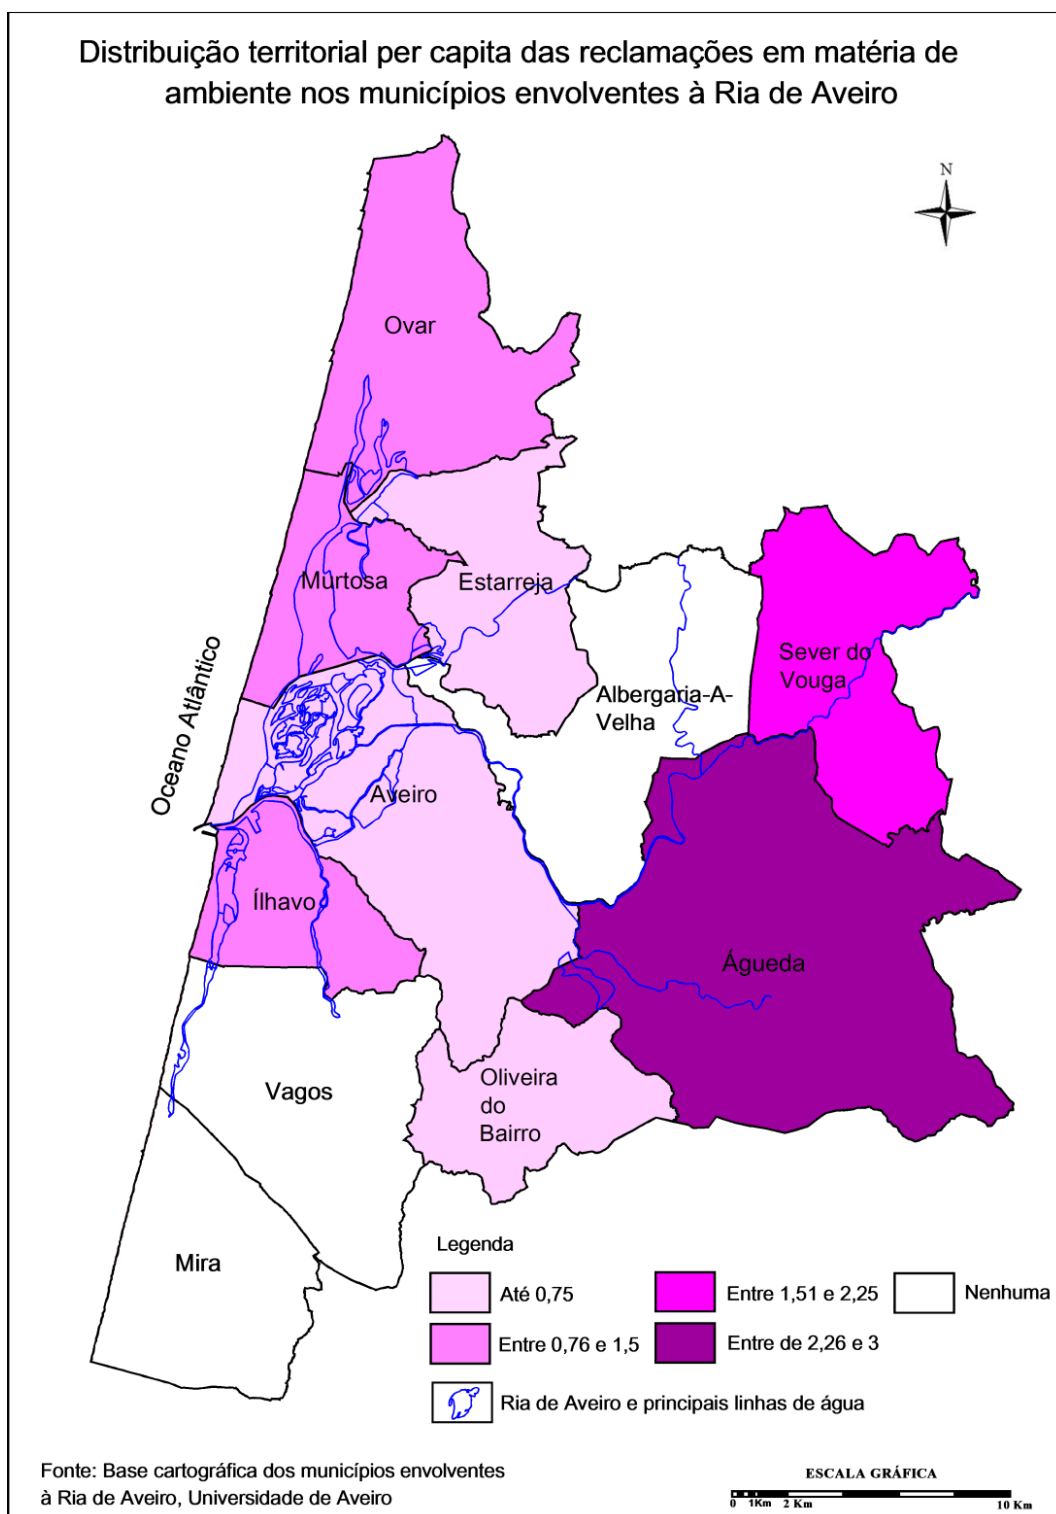 Distribuição territorial per capita das reclamações em matéria de
ambiente nos municípios envolventes à Ria de Aveiro
N
Ovar
Murtosa
Estarreja
Sever do
Vouga
Albergaria-A-
Velha
Oceano Atlântico
Aveiro
Ílhavo
Águeda
Vagos
Oliveira
do
Bairro
Mira
Legenda
Até 0,75
Entre 1,51 e 2,25
Nenhuma
Entre 0,76 e 1,5
Entre de 2,26 e 3
Ria de Aveiro e principais linhas de água
Fonte: Base cartográfica dos municípios envolventes
à Ria de Aveiro, Universidade de Aveiro
ESCALA GRÁFICA
0 1Km 2 Km 10 Km